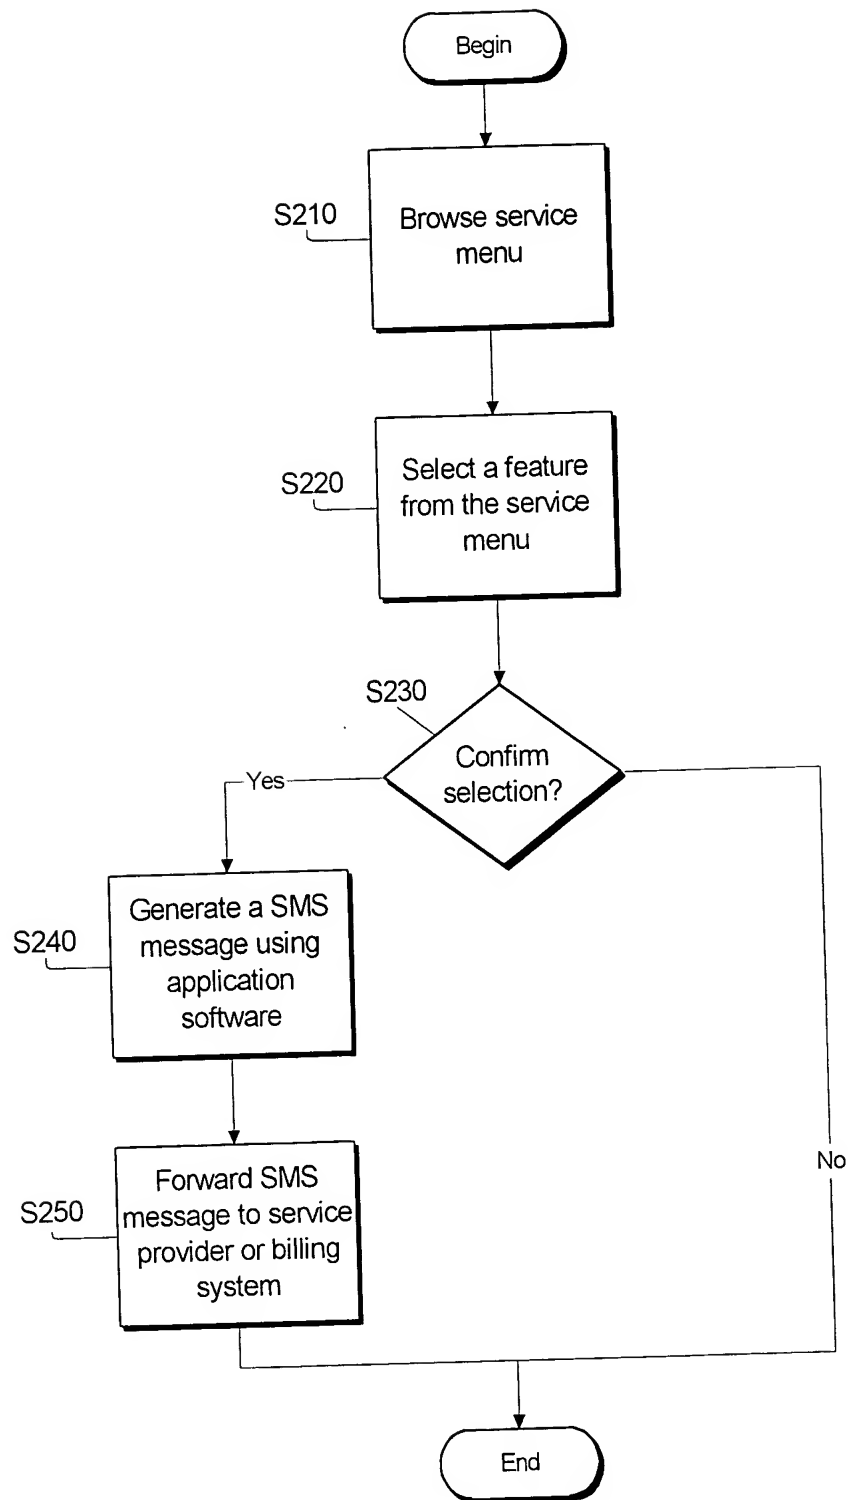 Begin
S210
Browse service
menu
S220
Select a feature
from the service
menu
S230
Confirm
selection?
Yes
S240
Generate a SMS
message using
application
software
No
S250
Forward SMS
message to service
provider or billing
system
End